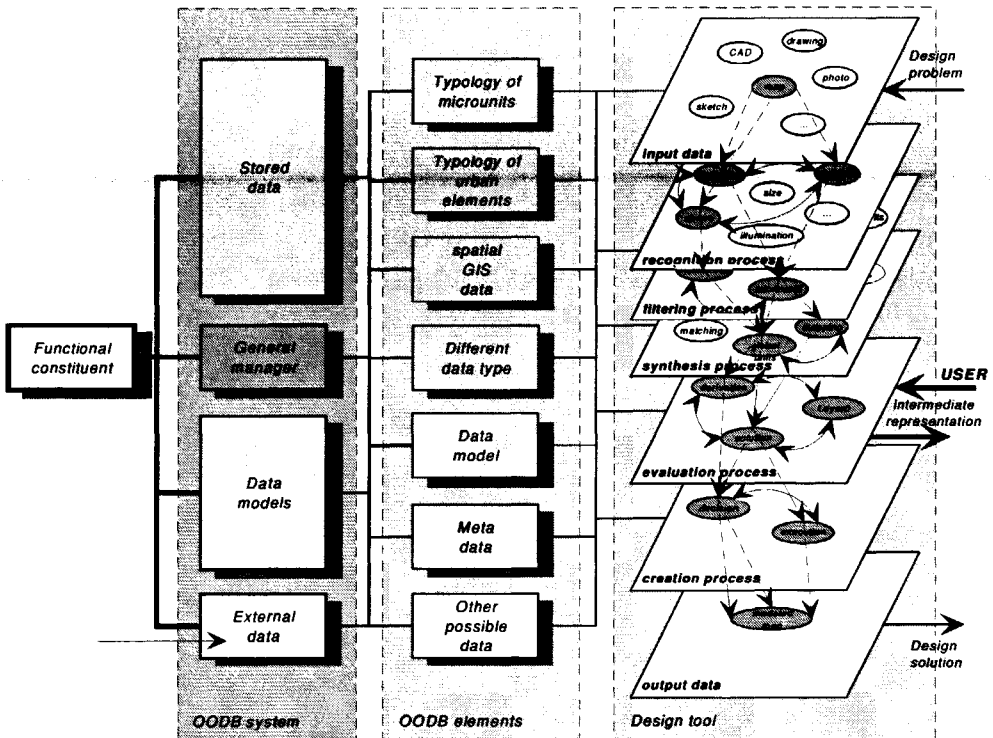 Functional
constituent
Stored
data
General
manager
Data
models
External
data
OODB system
Typology of
microunits
Typology of
urban
elements
spatial
GIS
data
Different
data type
Data
model
Meta
data
Other
possible
data
OODB elements
CAD
drawing
photo
sketch
...
input data
size
...
illumination
recognition process
filtering process
matching
synthesis process
evaluation process
creation process
output data
Design tool
Design
problem
USER
Intermediate
representation
Design
solution